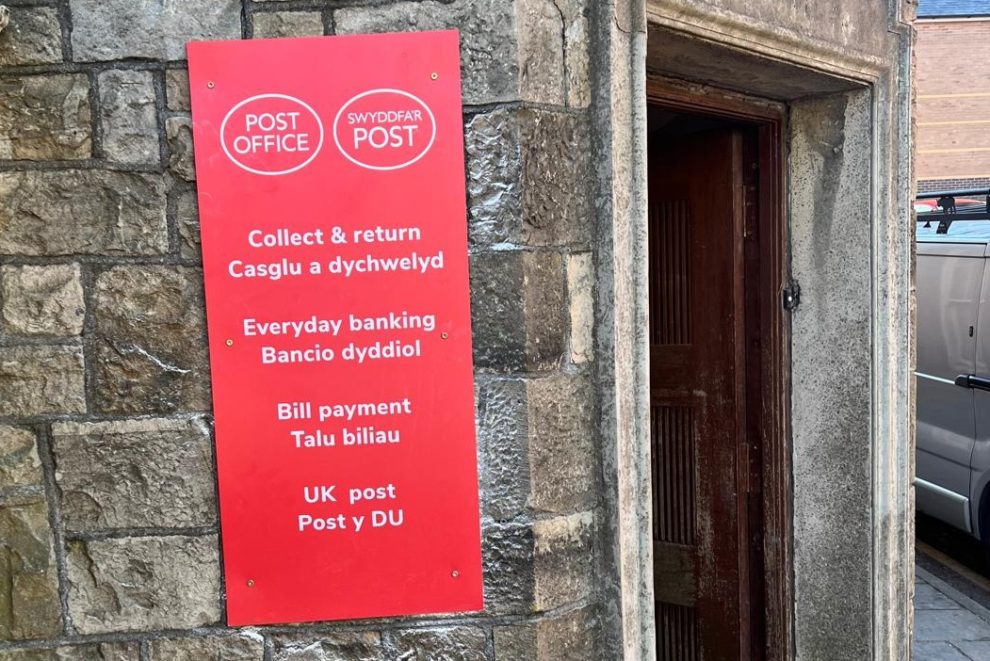 POST
OFFICE
SWYDDFA'R
POST
Collect & return
Casglu a dychwelyd
Everyday banking
Bancio dyddiol
Bill payment
Talu biliau
UK post
Post y DU